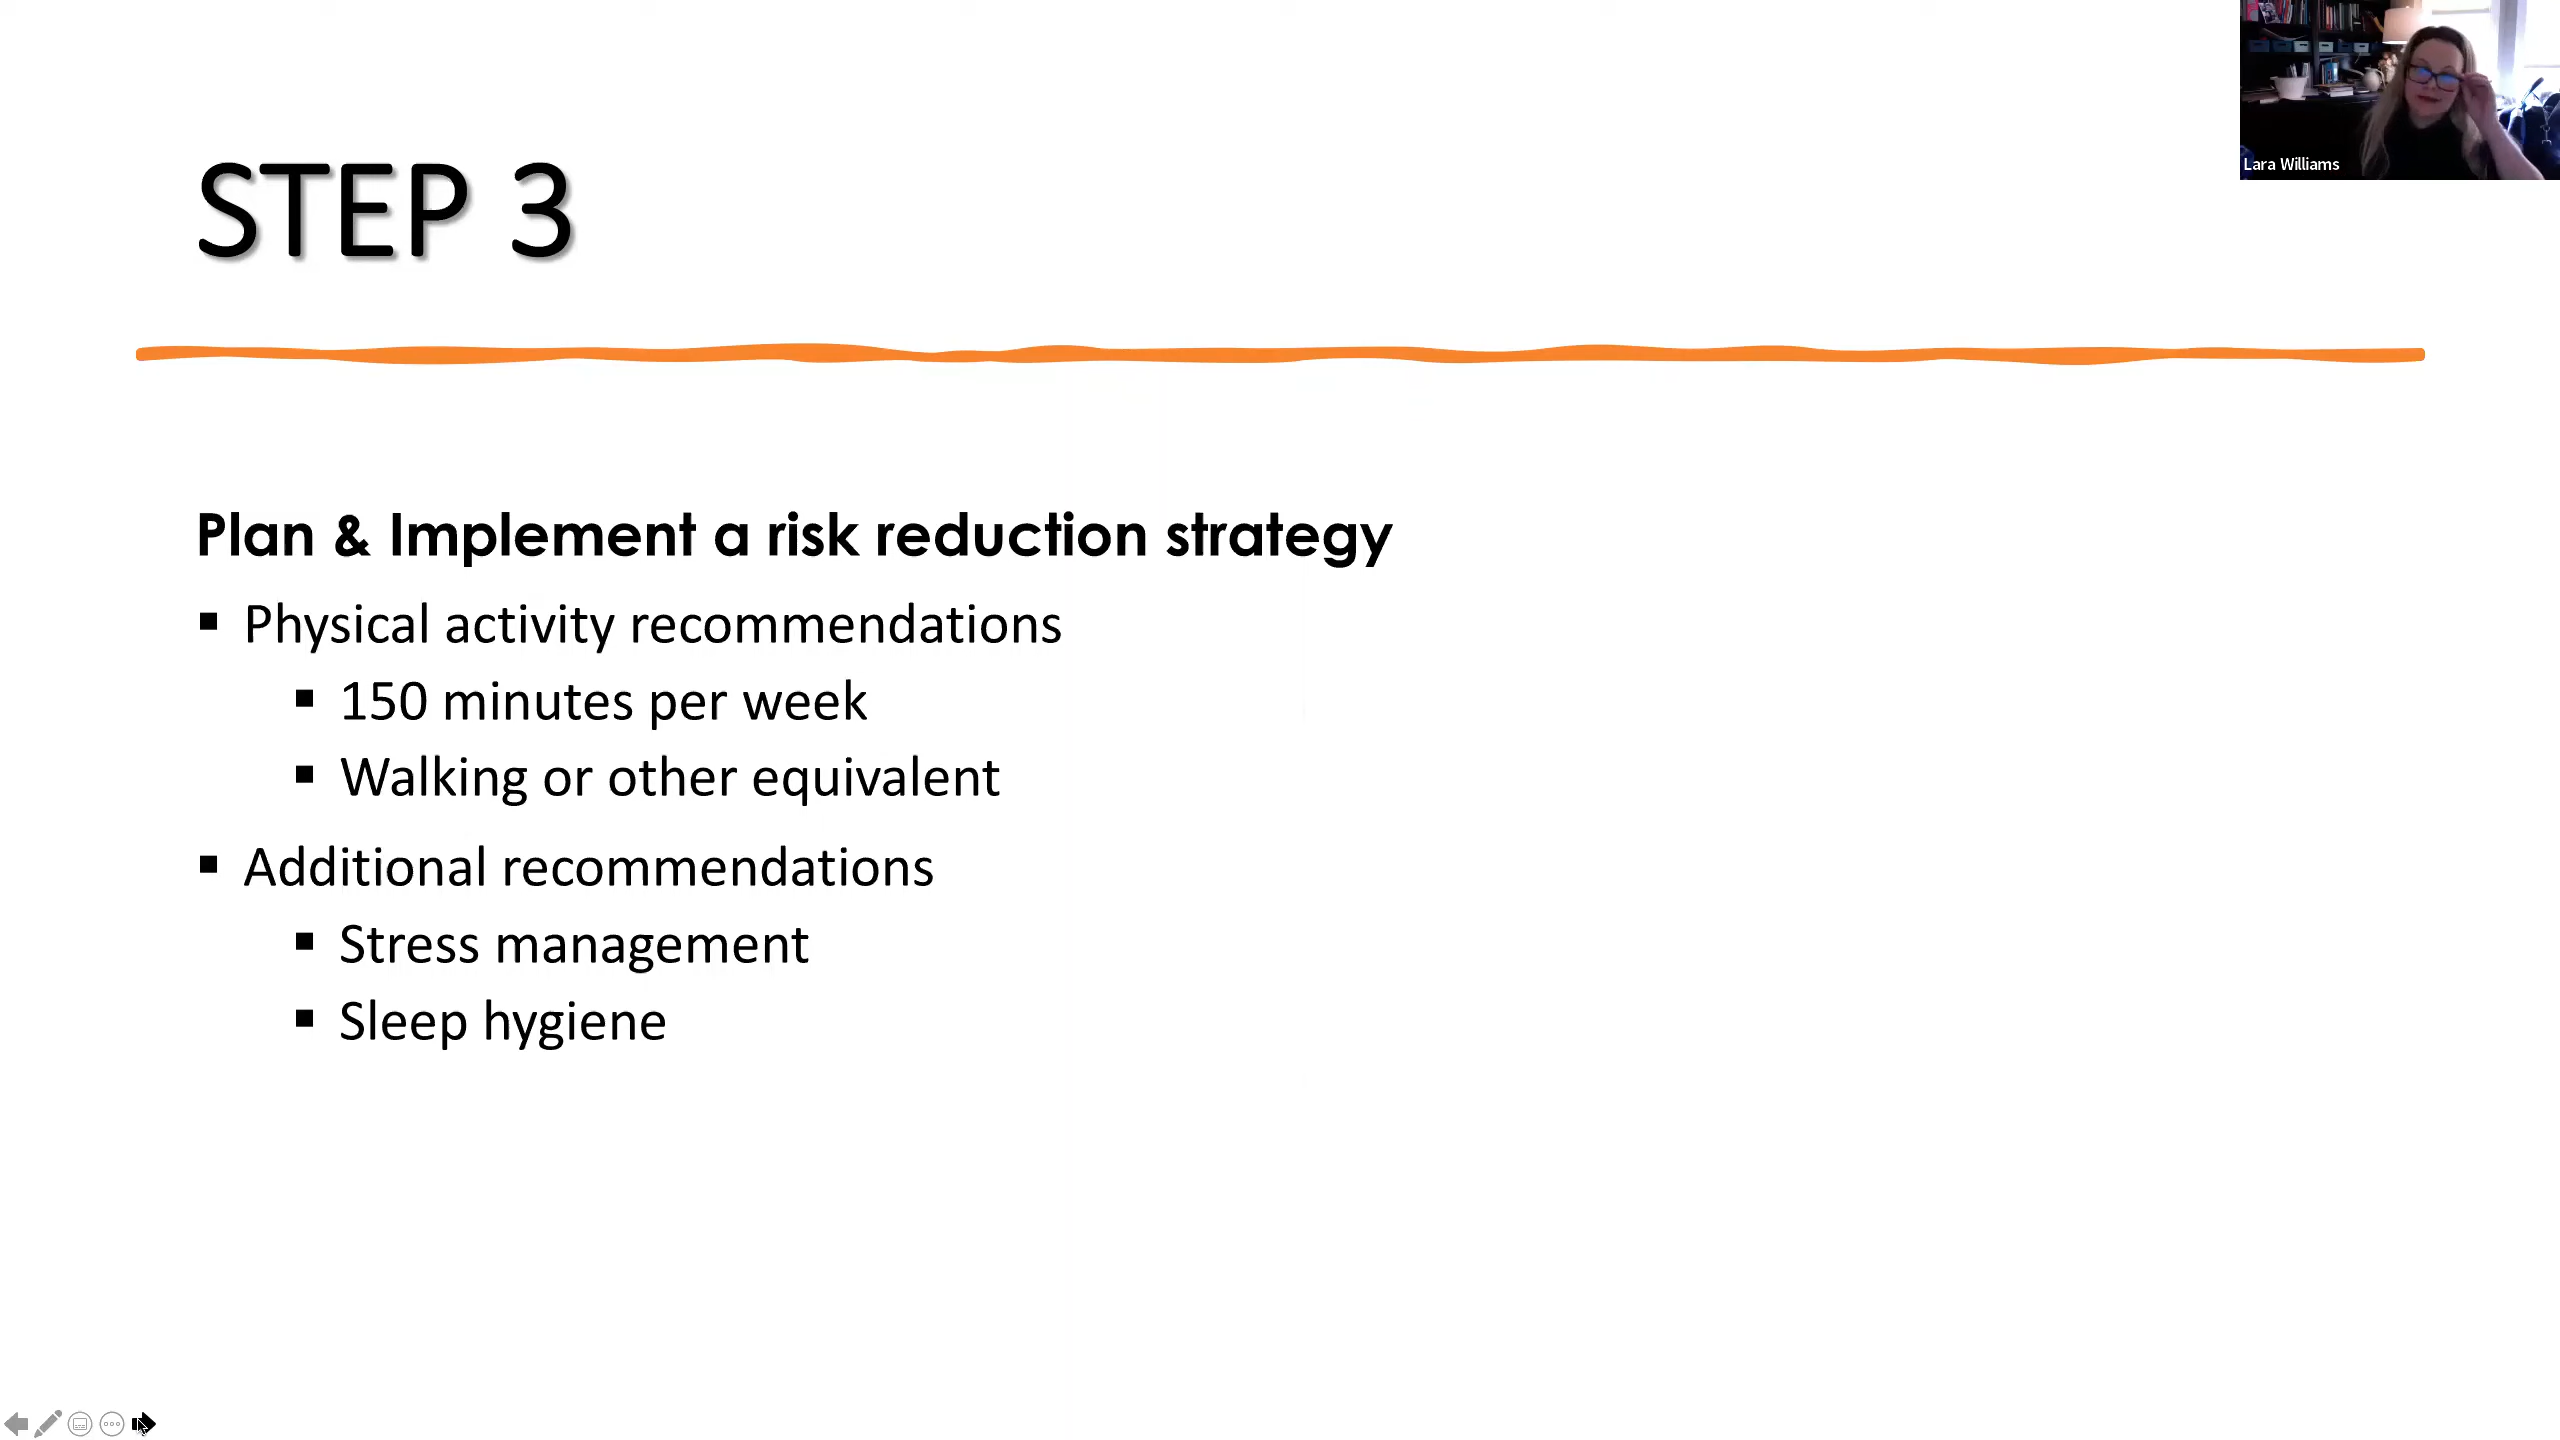 Lara Williams
STEP 3
Plan & Implement a risk reduction strategy
Physical activity recommendations
150 minutes per week
Walking or other equivalent
Additional recommendations
Stress management
Sleep hygiene